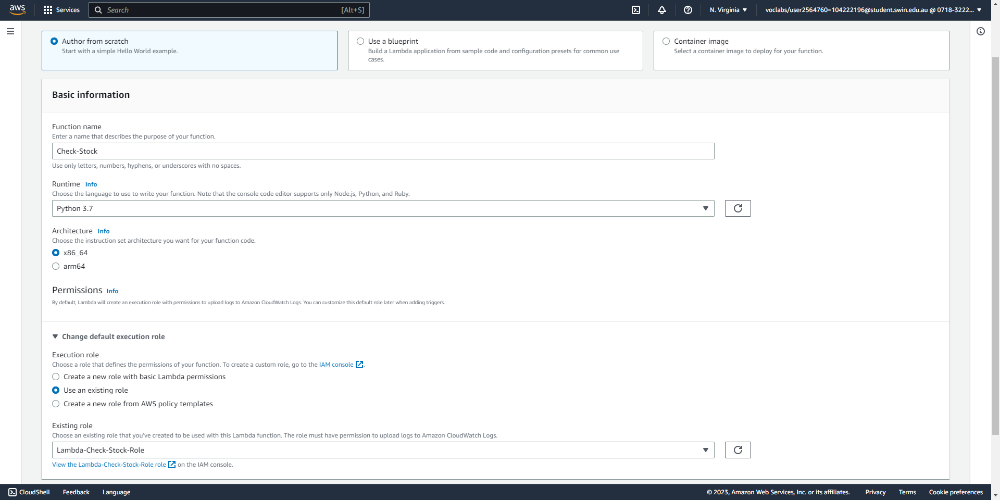 aws
Services
Search
[Alt+S]
N. Virginia
voclabs/user2564760=104222196@student.swin.edu.au @ 0718-3222...
Author from scratch
Start with a simple Hello World example.
Use a blueprint
Build a Lambda application from sample code and configuration presets for common use
cases.
Container image
Select a container image to deploy for your function.
Basic information
Function name
Enter a name that describes the purpose of your function.
Check-Stock
Use only letters, numbers, hyphens, or underscores with no spaces.
Runtime Info
Choose the language to use to write your function. Note that the console code editor supports only Node.js, Python, and Ruby.
Python 3.7
Architecture Info
Choose the instruction set architecture you want for your function code.
x86_64
arm64
Permissions Info
By default, Lambda will create an execution role with permissions to upload logs to Amazon CloudWatch Logs. You can customize this default role later when adding triggers.
Change default execution role
Execution role
Choose a role that defines the permissions of your function. To create a custom role, go to the IAM console.
Create a new role with basic Lambda permissions
Use an existing role
Create a new role from AWS policy templates
Existing role
Choose an existing role that you've created to be used with this Lambda function. The role must have permission to upload logs to Amazon CloudWatch Logs.
Lambda-Check-Stock-Role
View the Lambda-Check-Stock-Role role on the IAM console.
CloudShell
Feedback
Language
© 2023, Amazon Web Services, Inc. or its affiliates.
Privacy
Terms
Cookie preferences